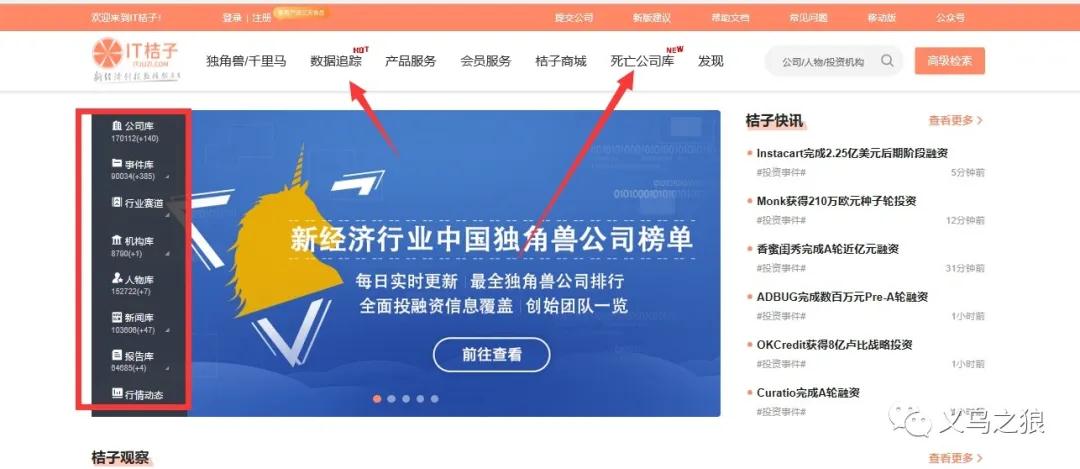 欢迎来到IT桔子!
登录 | 注册
提交公司
新版建议
帮助文档
常见问题
移动版
公众号
IT桔子
ITJUZI.COM
独角兽/千里马
数据追踪
HOT
产品服务
会员服务
桔子商城
死亡公司库
NEW
发现
公司/人物/投资机构
高级检索
公司库
170112(+140)
事件库
90034(+385)
行业赛道
机构库
8790(+1)
人物库
152722(+7)
新闻库
103606(+47)
报告库
64685(+4)
行情动态
新经济行业中国独角兽公司榜单
每日实时更新 | 最全独角兽公司排行
全面投融资信息覆盖 | 创始团队一览
前往查看
桔子快讯
查看更多
Instacart完成2.25亿美元后期阶段融资
#投资事件#
5分钟前
Monk获得210万欧元种子轮投资
#投资事件#
12分钟前
香蜜闺秀完成A轮近亿元融资
#投资事件#
31分钟前
ADBUG完成数百万元Pre-A轮融资
#投资事件#
1小时前
OKCredit获得8亿卢比战略投资
#投资事件#
1小时前
Curatio完成A轮融资
#投资事件#
义乌之狼
桔子观察
查看更多